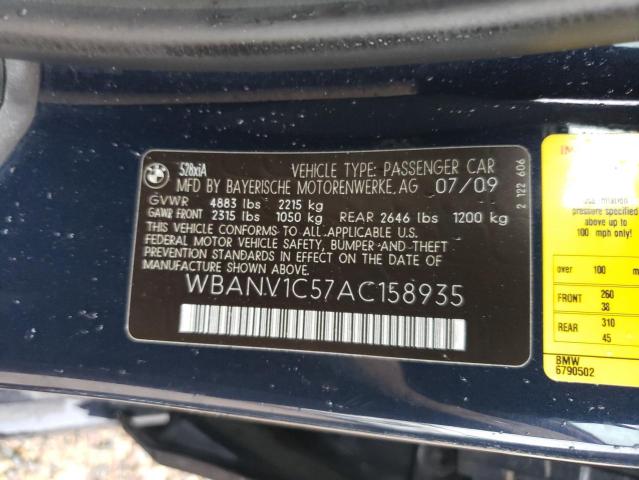 BMW
528xiA
VEHICLE TYPE: PASSENGER CAR
MFD BY BAYERISCHE MOTORENWERKE, AG 07/09
GVWR 4883 lbs 2215 kg
GAWR FRONT 2315 lbs 1050 kg REAR 2646 lbs 1200 kg
THIS VEHICLE CONFORMS TO ALL APPLICABLE U.S.
FEDERAL MOTOR VEHICLE SAFETY, BUMPER AND THEFT
PREVENTION STANDARDS IN EFFECT ON THE DATE OF
MANUFACTURE SHOWN ABOVE.
WBANV1C57AC158935
2 122 606
pressure specified
above up to
100 mph only!
over 100
FRONT 260
38
REAR 310
45
BMW
6790502